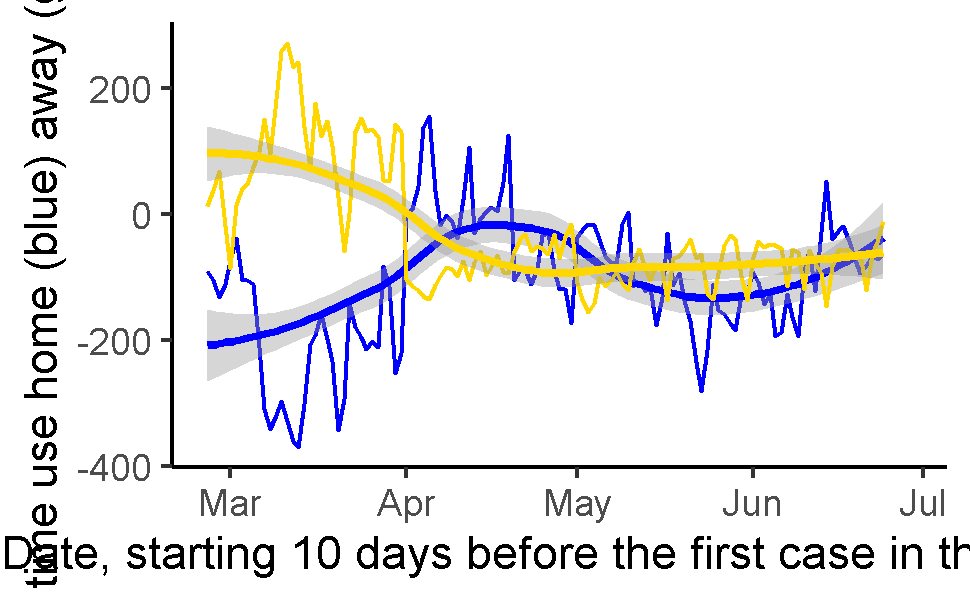 time use home (blue) away (
200
0
-200
-400
Mar Apr May Jun Jul
Date, starting 10 days before the first case in th